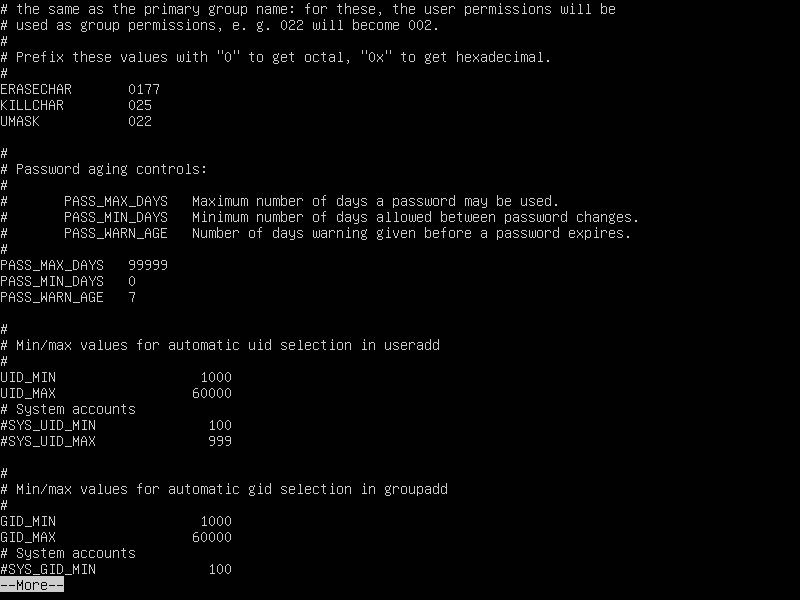 # the same as the primary group name: for these, the user permissions will be
# used as group permissions, e. g. 022 will become 002.
#
# Prefix these values with "0" to get octal, "0x" to get hexadecimal.
#
ERASECHAR       0177
KILLCHAR        025
UMASK           022

#
# Password aging controls:
#
#       PASS_MAX_DAYS   Maximum number of days a password may be used.
#       PASS_MIN_DAYS   Minimum number of days allowed between password changes.
#       PASS_WARN_AGE   Number of days warning given before a password expires.
#
PASS_MAX_DAYS   99999
PASS_MIN_DAYS   0
PASS_WARN_AGE   7

#
# Min/max values for automatic uid selection in useradd
#
UID_MIN                  1000
UID_MAX                 60000
# System accounts
#SYS_UID_MIN              100
#SYS_UID_MAX              999

#
# Min/max values for automatic gid selection in groupadd
#
GID_MIN                  1000
GID_MAX                 60000
# System accounts
#SYS_GID_MIN              100
--More--